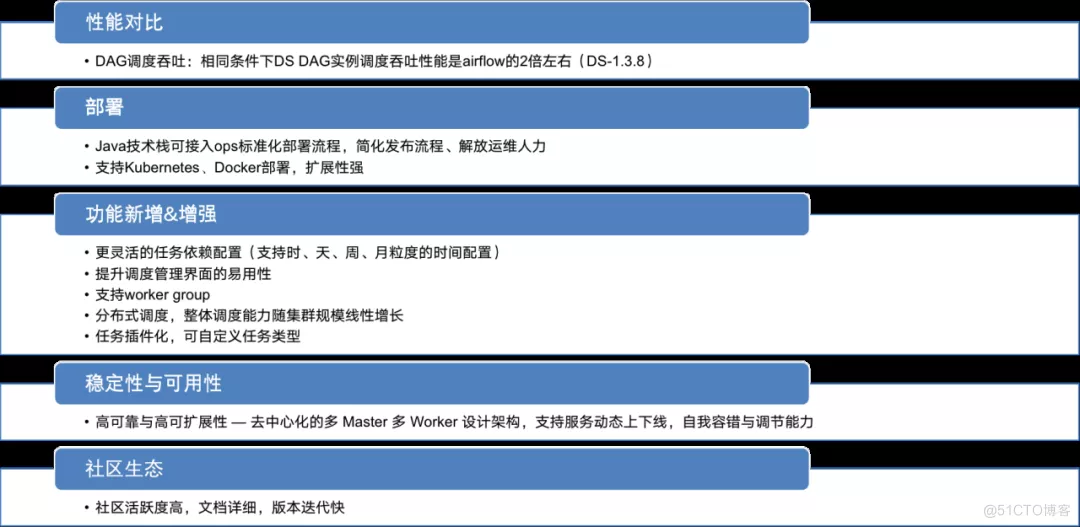 性能对比
• DAG调度吞吐：相同条件下DS DAG实例调度吞吐性能是airflow的2倍左右（DS-1.3.8）
部署
• Java技术栈可接入ops标准化部署流程，简化发布流程、解放运维人力
• 支持Kubernetes、Docker部署，扩展性强
功能新增&增强
• 更灵活的任务依赖配置（支持时、天、周、月粒度的时间配置）
• 提升调度管理界面的易用性
• 支持worker group
• 分布式调度，整体调度能力随集群规模线性增长
• 任务插件化，可自定义任务类型
稳定性与可用性
• 高可靠与高可扩展性 — 去中心化的多 Master 多 Worker 设计架构，支持服务动态上下线，自我容错与调节能力
社区生态
• 社区活跃度高，文档详细，版本迭代快
@51CTO博客